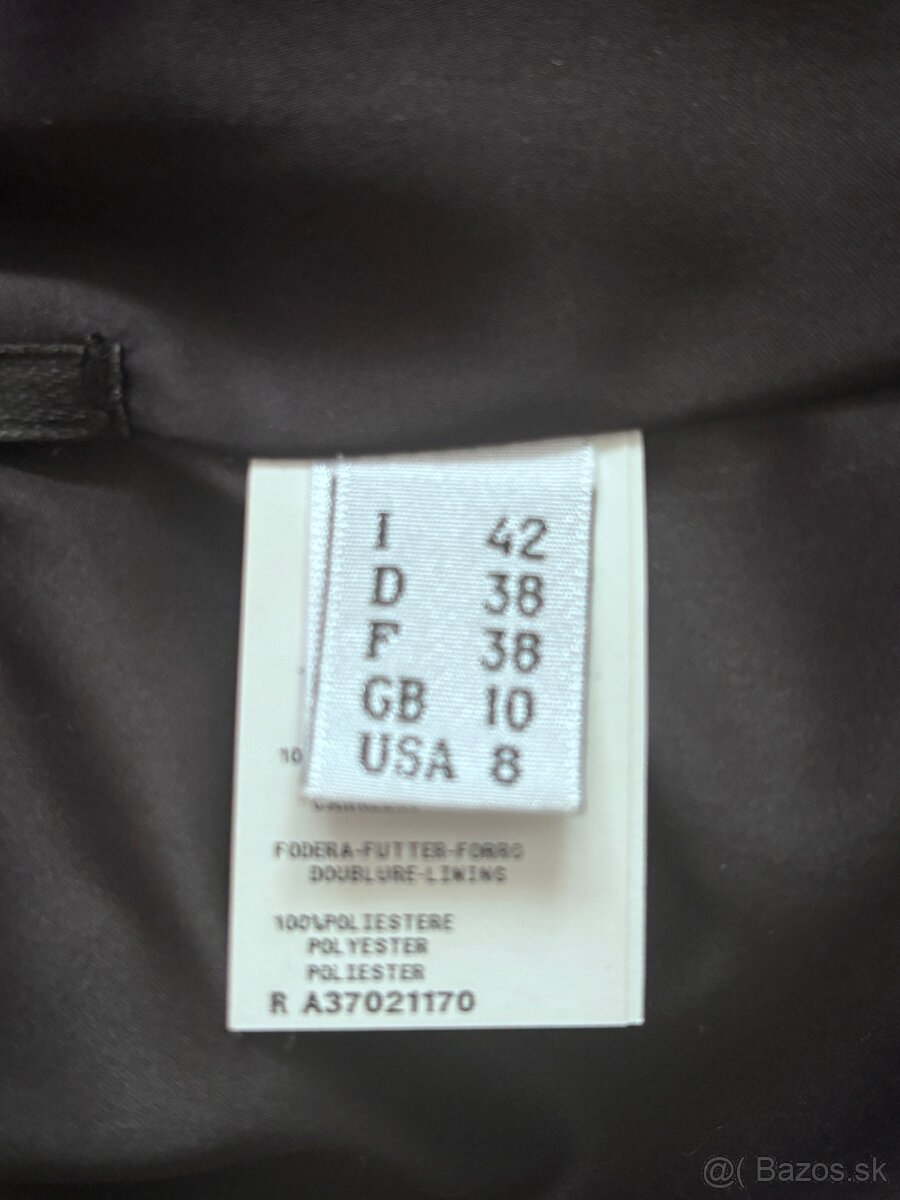 I 42
D 38
F 38
GB 10
USA 8
10
FODERA-FUTTER-FORRO
DOUBLURE-LINING
100%POLIESTERE
POLYESTER
POLIESTER
R A37021170
@( Bazos.sk